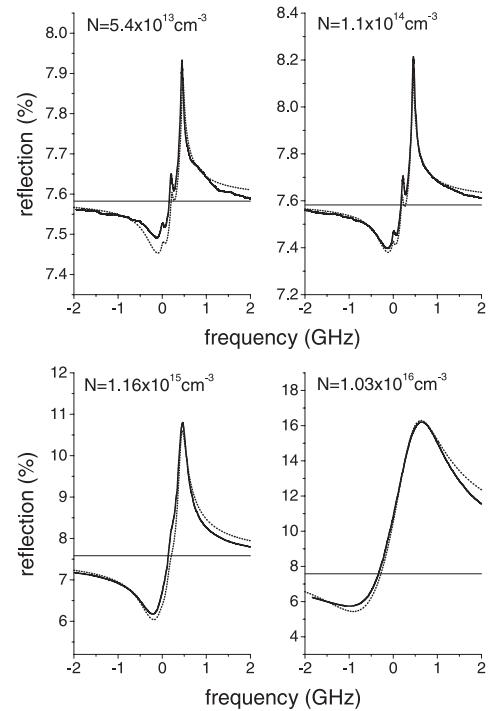 N=5.4x10¹³cm⁻³
N=1.1x10¹⁴cm⁻³
reflection (%)
8.0
7.9
7.8
7.7
7.6
7.5
7.4
8.4
8.2
8.0
7.8
7.6
7.4
7.2
-2 -1 0 1 2
-2 -1 0 1 2
frequency (GHz)
frequency (GHz)
N=1.16x10¹⁵cm⁻³
N=1.03x10¹⁶cm⁻³
reflection (%)
12
11
10
9
8
7
6
18
16
14
12
10
8
6
4
-2 -1 0 1 2
-2 -1 0 1 2
frequency (GHz)
frequency (GHz)